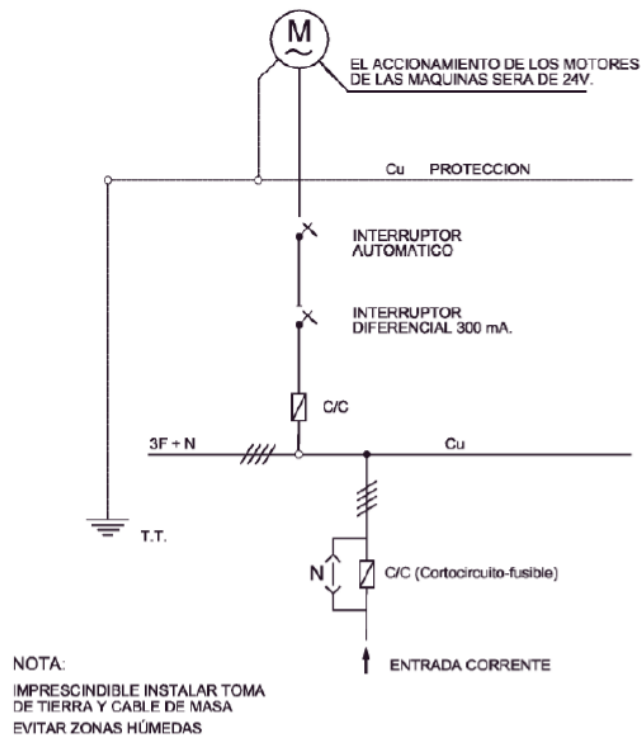 M
~
EL ACCIONAMIENTO DE LOS MOTORES
DE LAS MAQUINAS SERA DE 24V.
Cu PROTECCION
INTERRUPTOR
AUTOMATICO
INTERRUPTOR
DIFERENCIAL 300 mA.
C/C
3F + N
Cu
T.T.
N
C/C (Cortocircuito-fusible)
ENTRADA CORRENTE
NOTA:
IMPRESCINDIBLE INSTALAR TOMA
DE TIERRA Y CABLE DE MASA
EVITAR ZONAS HÚMEDAS